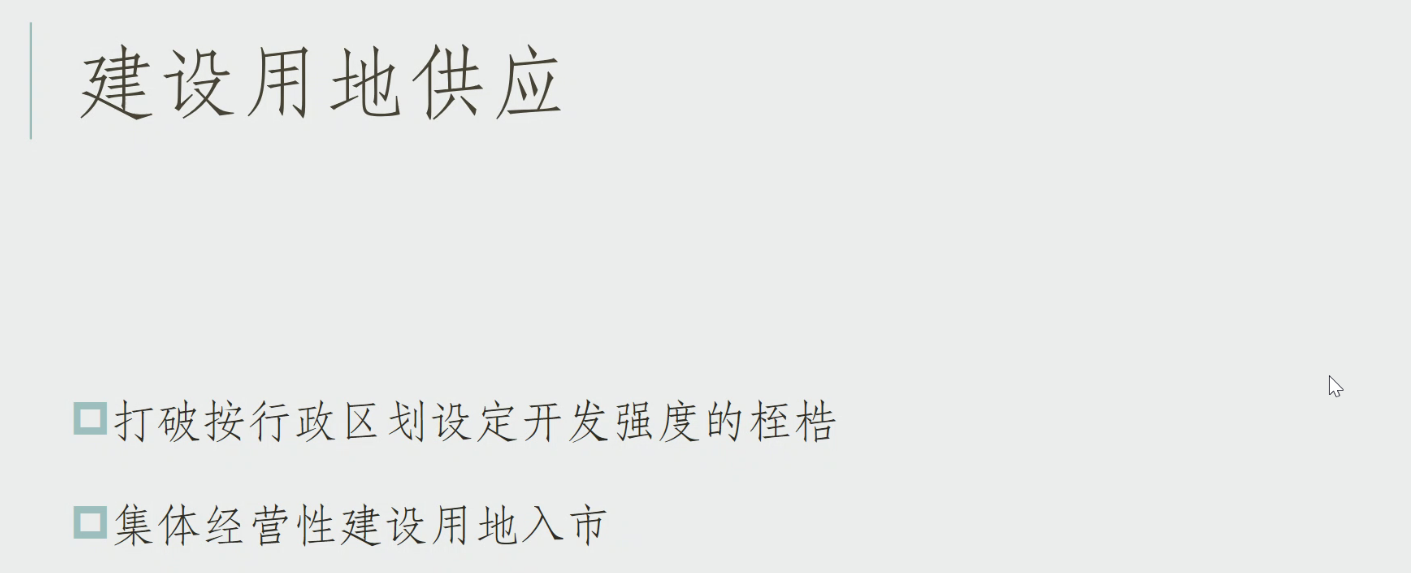 建设用地供应
打破按行政区划设定开发强度的桎梏
集体经营性建设用地入市